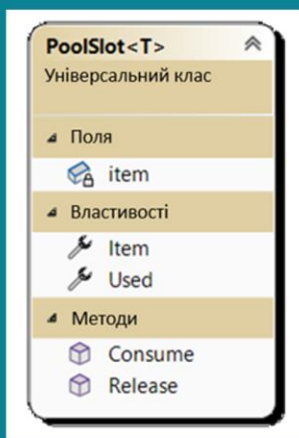 PoolSlot<T>
Універсальний клас
Поля
item
Властивості
Item
Used
Методи
Consume
Release